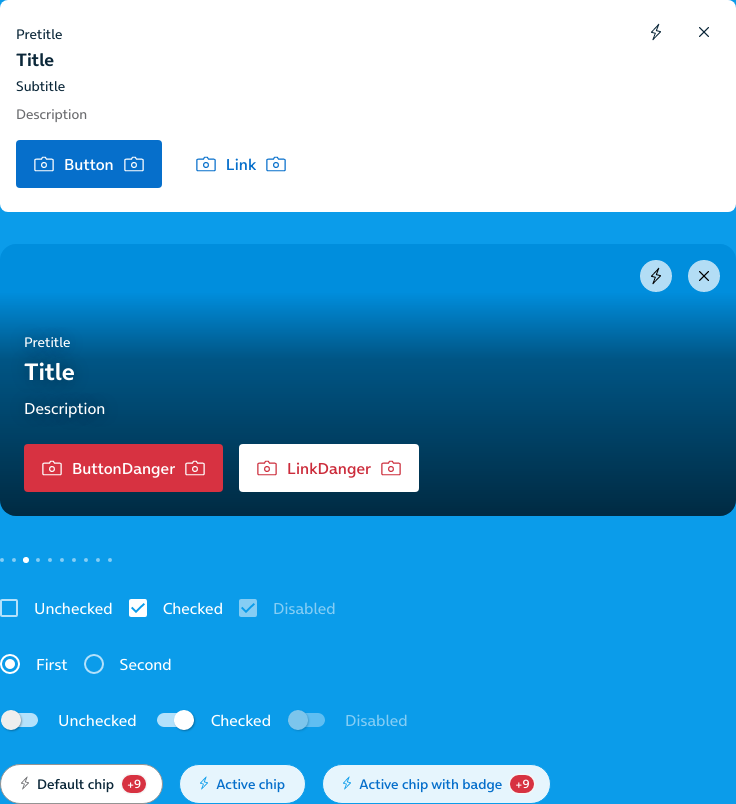 Pretitle
Title
Subtitle
Description
Button Link
Pretitle
Title
Description
ButtonDanger LinkDanger
Unchecked Checked Disabled
First Second
Unchecked Checked Disabled
Default chip +9 Active chip Active chip with badge +9